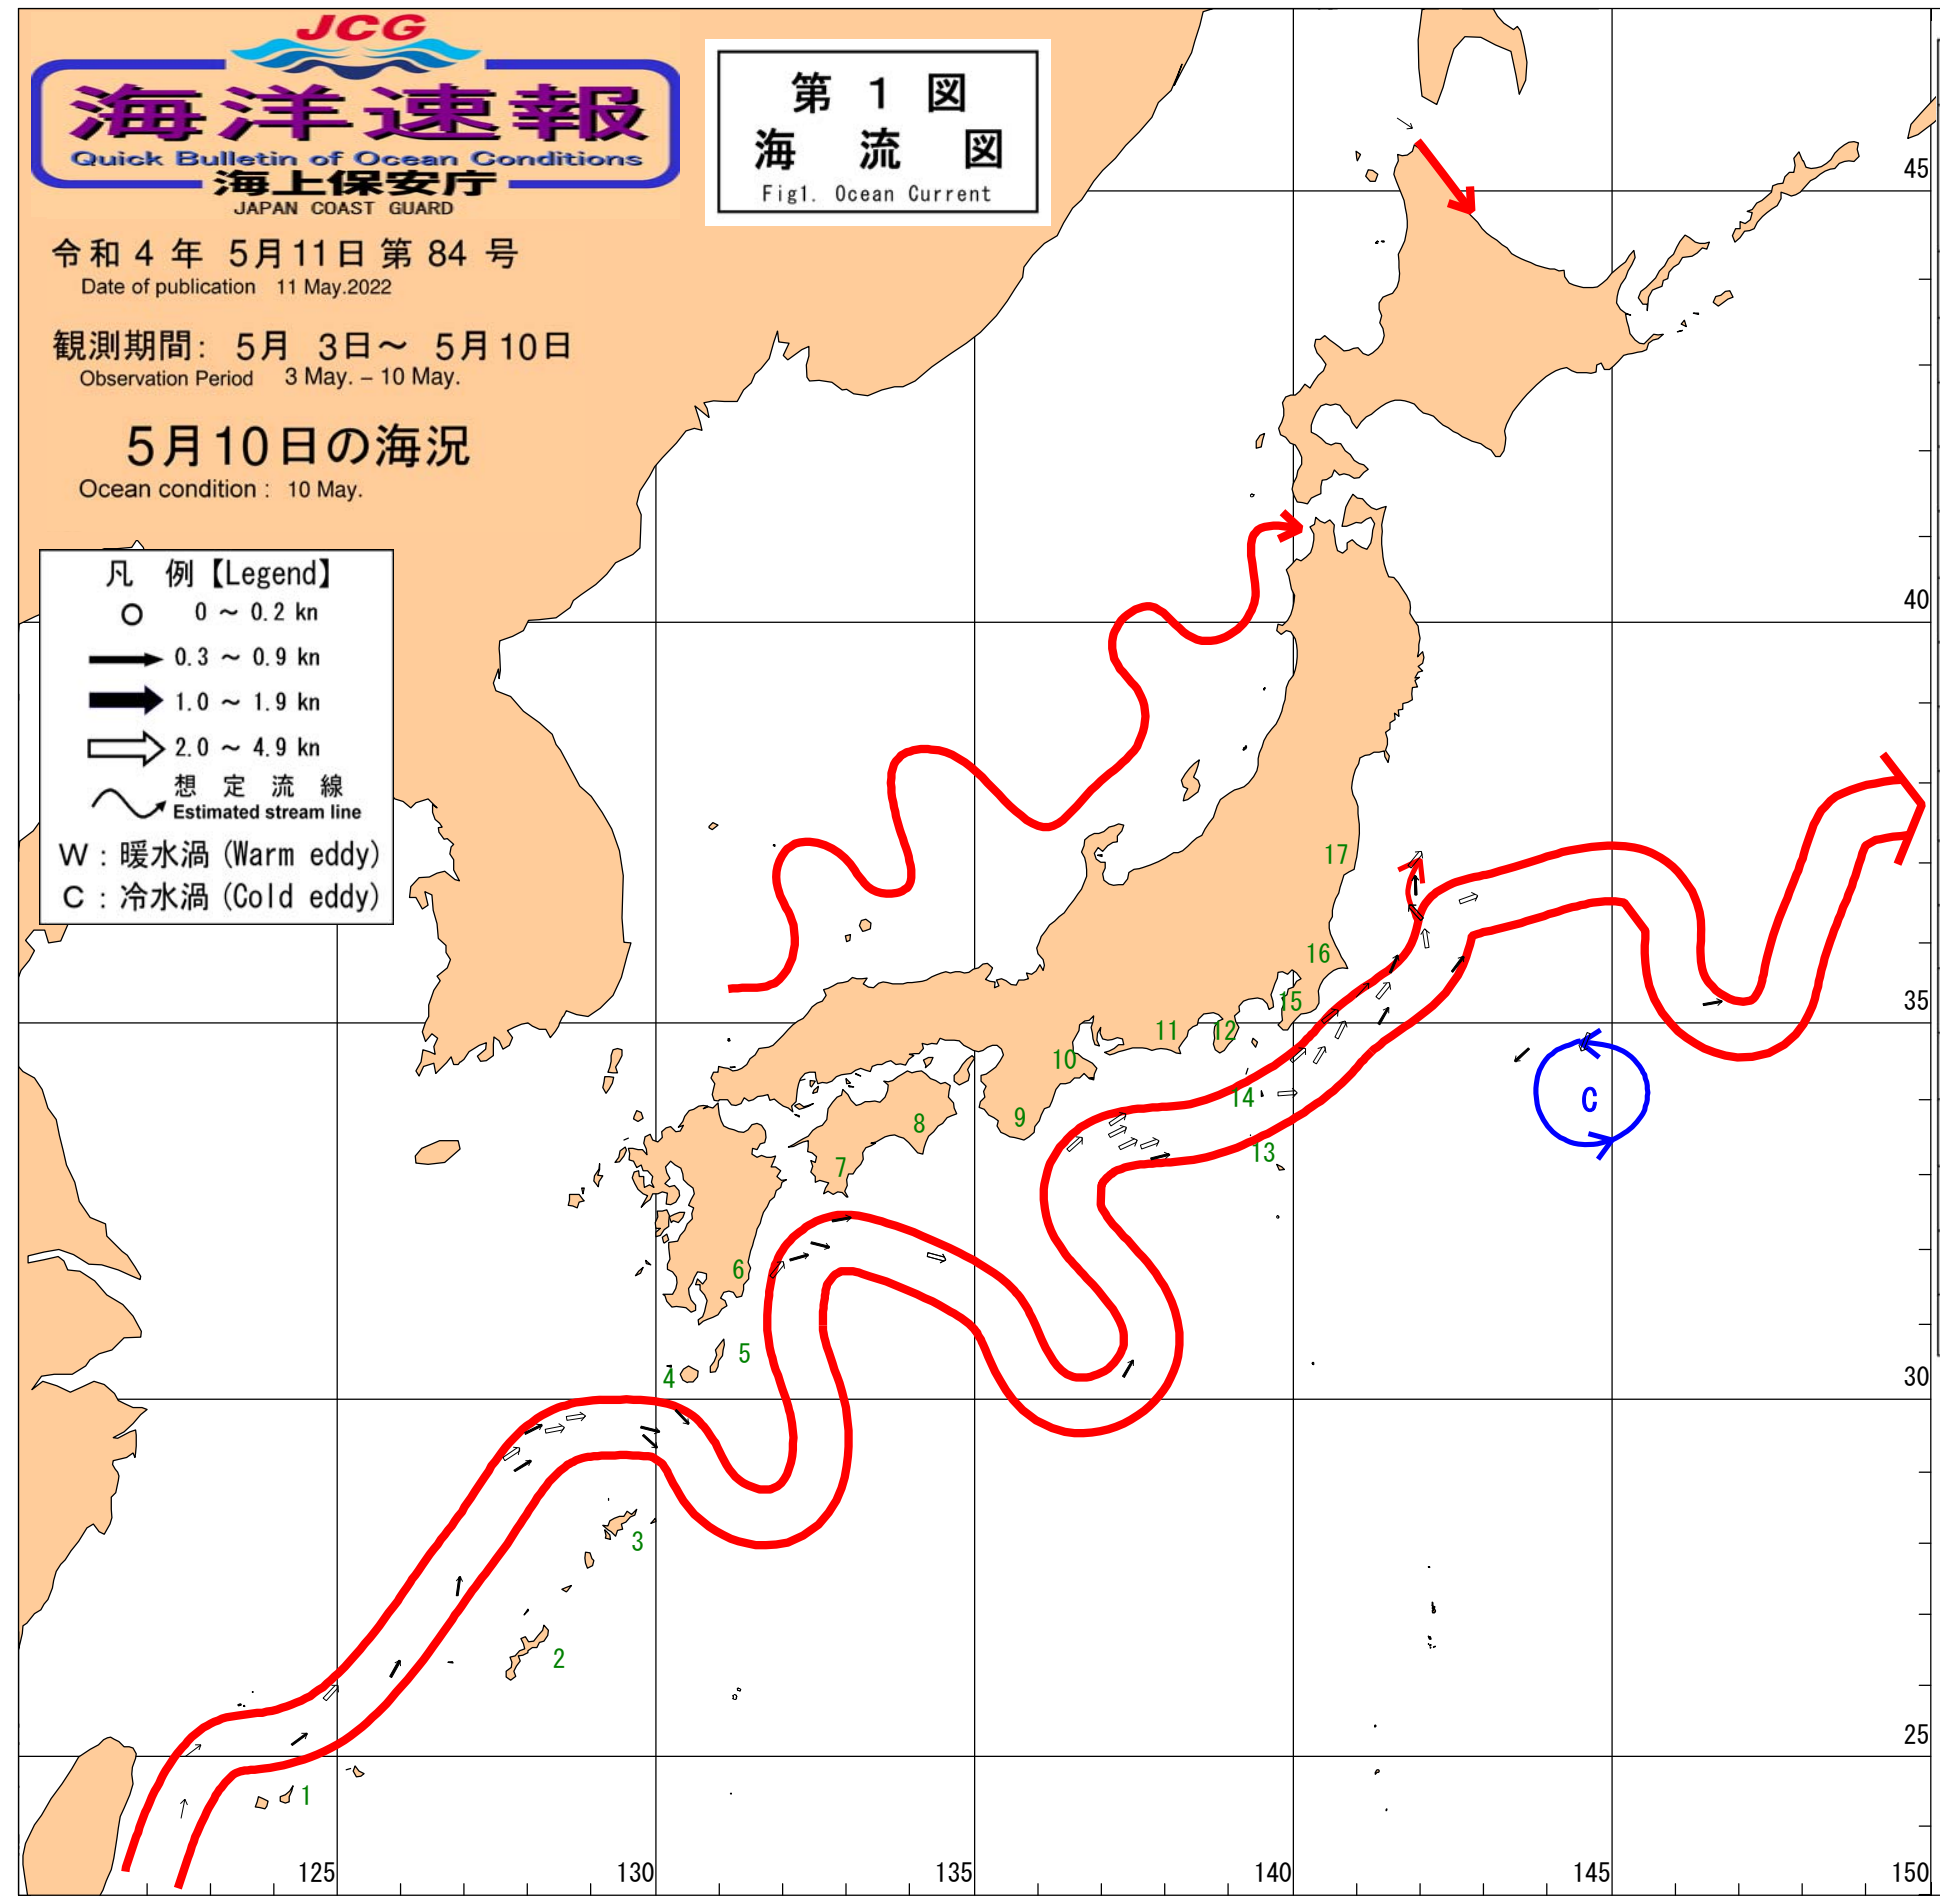 JCG
海洋速報
Quick Bulletin of Ocean Conditions
海上保安庁
JAPAN COAST GUARD
令和 4 年 5月11日 第 84 号
Date of publication 11 May.2022
観測期間: 5月 3日～ 5月10日
Observation Period 3 May. – 10 May.
5月10日の海況
Ocean condition : 10 May.
第 1 図
海 流 図
Fig1. Ocean Current
凡 例【Legend】
0 ～ 0.2 kn
0.3 ～ 0.9 kn
1.0 ～ 1.9 kn
2.0 ～ 4.9 kn
想 定 流 線
Estimated stream line
W : 暖水渦 (Warm eddy)
C : 冷水渦 (Cold eddy)
45
40
17
16
35
15
12
11
10
14
C
9
8
13
7
6
5
4
30
3
2
25
1
125
130
135
140
145
150